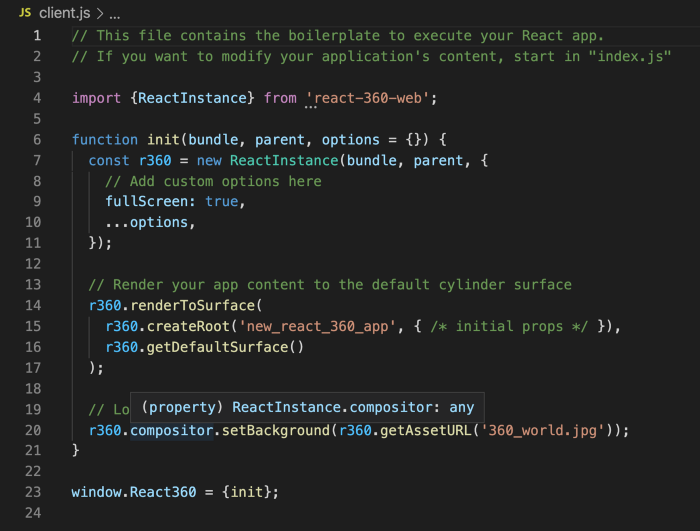 JS client.js > ...
1 // This file contains the boilerplate to execute your React app.
2 // If you want to modify your application's content, start in "index.js"
3
4 import {ReactInstance} from 'react-360-web';
5
6 function init(bundle, parent, options = {}) {
7 const r360 = new ReactInstance(bundle, parent, {
8 // Add custom options here
9 fullScreen: true,
10 ...options,
11 });
12
13 // Render your app content to the default cylinder surface
14 r360.renderToSurface(
15 r360.createRoot('new_react_360_app', { /* initial props */ }),
16 r360.getDefaultSurface()
17 );
18
19 // Lo (property) ReactInstance.compositor: any
20 r360.compositor.setBackground(r360.getAssetURL('360_world.jpg'));
21 }
22
23 window.React360 = {init};
24